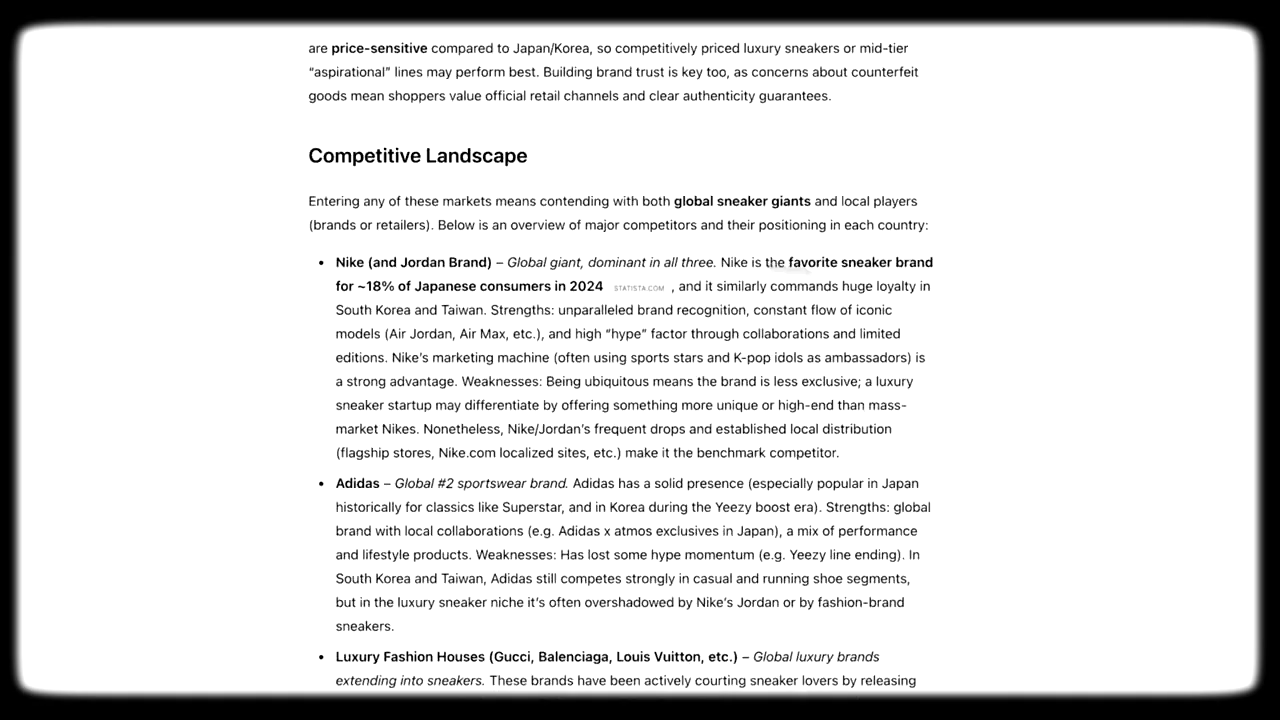 are price-sensitive compared to Japan/Korea, so competitively priced luxury sneakers or mid-tier
“aspirational” lines may perform best. Building brand trust is key too, as concerns about counterfeit
goods mean shoppers value official retail channels and clear authenticity guarantees.
Competitive Landscape
Entering any of these markets means contending with both global sneaker giants and local players
(brands or retailers). Below is an overview of major competitors and their positioning in each country:
• Nike (and Jordan Brand) – Global giant, dominant in all three. Nike is the favorite sneaker brand
for ~18% of Japanese consumers in 2024 STATISTA.COM , and it similarly commands huge loyalty in
South Korea and Taiwan. Strengths: unparalleled brand recognition, constant flow of iconic
models (Air Jordan, Air Max, etc.), and high “hype” factor through collaborations and limited
editions. Nike’s marketing machine (often using sports stars and K-pop idols as ambassadors) is
a strong advantage. Weaknesses: Being ubiquitous means the brand is less exclusive; a luxury
sneaker startup may differentiate by offering something more unique or high-end than mass-
market Nikes. Nonetheless, Nike/Jordan’s frequent drops and established local distribution
(flagship stores, Nike.com localized sites, etc.) make it the benchmark competitor.
• Adidas – Global #2 sportswear brand. Adidas has a solid presence (especially popular in Japan
historically for classics like Superstar, and in Korea during the Yeezy boost era). Strengths: global
brand with local collaborations (e.g. Adidas x atmos exclusives in Japan), a mix of performance
and lifestyle products. Weaknesses: Has lost some hype momentum (e.g. Yeezy line ending). In
South Korea and Taiwan, Adidas still competes strongly in casual and running shoe segments,
but in the luxury sneaker niche it’s often overshadowed by Nike’s Jordan or by fashion-brand
sneakers.
• Luxury Fashion Houses (Gucci, Balenciaga, Louis Vuitton, etc.) – Global luxury brands
extending into sneakers. These brands have been actively courting sneaker lovers by releasing